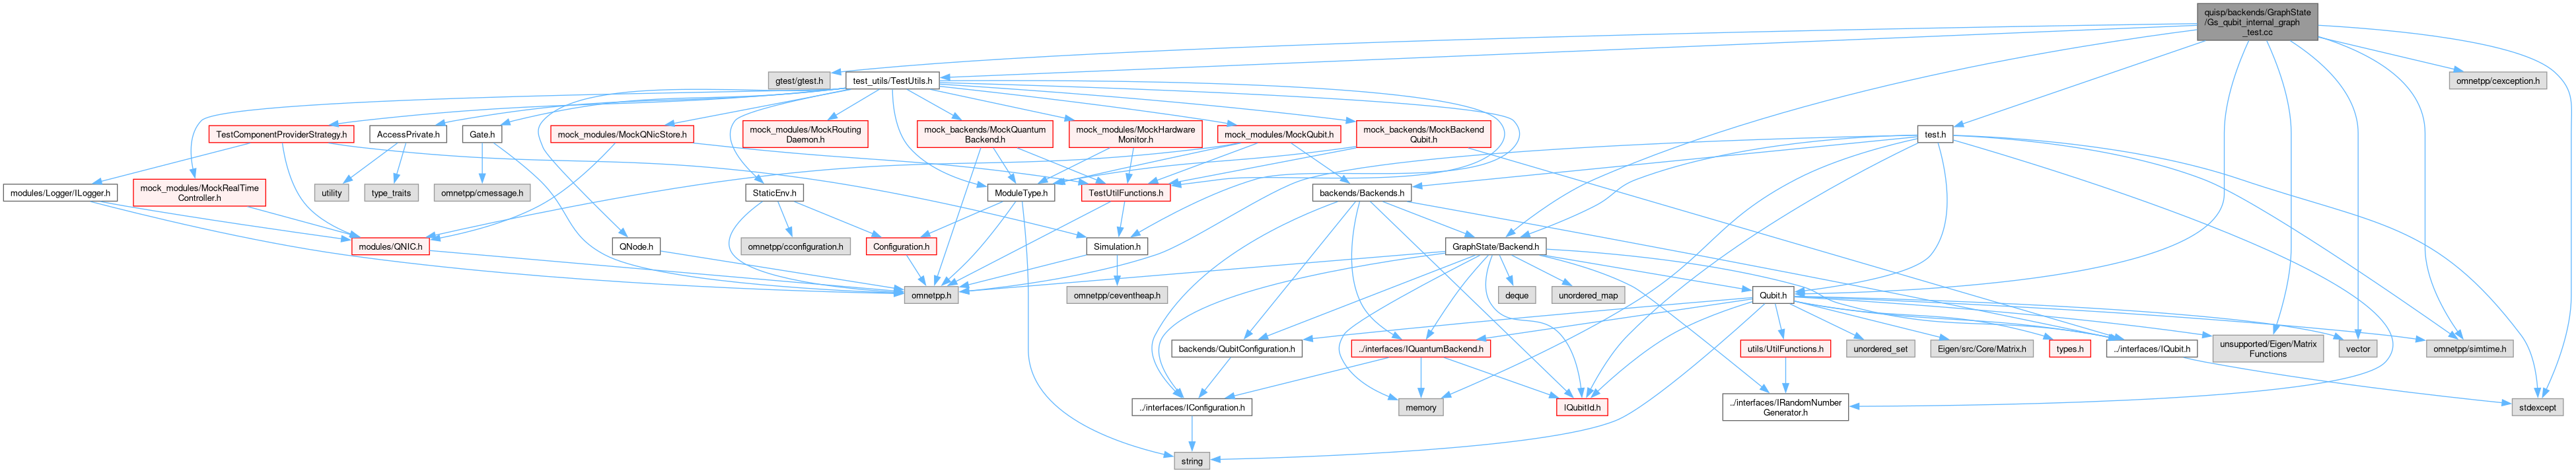 quisp/backends/GraphState
/Gs_qubit_internal_graph
_test.cc
gtest/gtest.h
test_utils/TestUtils.h
omnetpp/cexception.h
TestComponentProviderStrategy.h
AccessPrivate.h
Gate.h
mock_modules/MockQNicStore.h
mock_modules/MockRouting
Daemon.h
mock_backends/MockQuantum
Backend.h
mock_modules/MockHardware
Monitor.h
mock_modules/MockQubit.h
mock_backends/MockBackend
Qubit.h
test.h
modules/Logger/ILogger.h
mock_modules/MockRealTime
Controller.h
utility
type_traits
omnetpp/cmessage.h
StaticEnv.h
ModuleType.h
TestUtilFunctions.h
backends/Backends.h
modules/QNIC.h
QNode.h
omnetpp/cconfiguration.h
Configuration.h
Simulation.h
GraphState/Backend.h
omnetpp.h
omnetpp/ceventheap.h
deque
unordered_map
Qubit.h
backends/QubitConfiguration.h
../interfaces/IQuantumBackend.h
utils/UtilFunctions.h
unordered_set
Eigen/src/Core/Matrix.h
types.h
../interfaces/IQubit.h
unsupported/Eigen/Matrix
Functions
vector
omnetpp/simtime.h
../interfaces/IConfiguration.h
memory
IQubitId.h
../interfaces/IRandomNumber
Generator.h
stdexcept
string